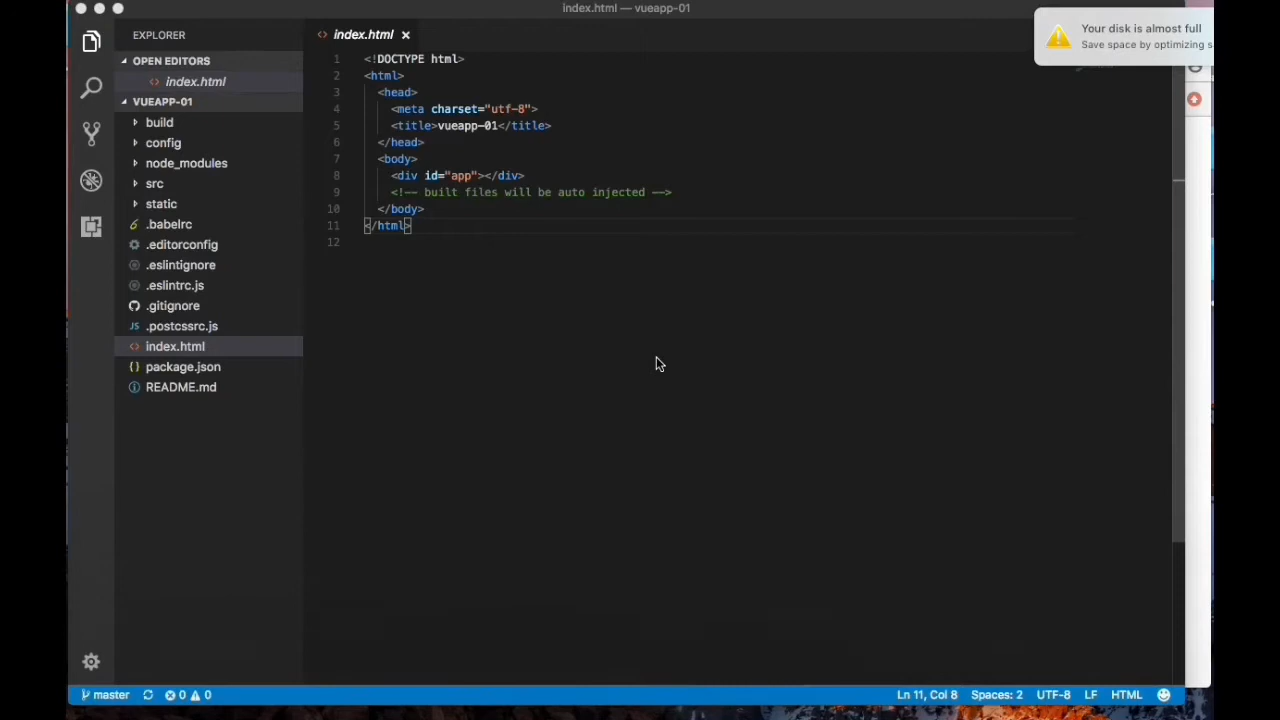 index.html — vueapp-01
Your disk is almost full
Save space by optimizing s
EXPLORER
OPEN EDITORS
index.html
VUEAPP-01
build
config
node_modules
src
static
.babelrc
.editorconfig
.eslintignore
.eslintrc.js
.gitignore
JS .postcssrc.js
<> index.html
{} package.json
README.md
<> index.html ×
1 <!DOCTYPE html>
2 <html>
3 <head>
4 <meta charset="utf-8">
5 <title>vueapp-01</title>
6 </head>
7 <body>
8 <div id="app"></div>
9 <!-- built files will be auto injected -->
10 </body>
11 </html>
12
master 0 0
Ln 11, Col 8 Spaces: 2 UTF-8 LF HTML